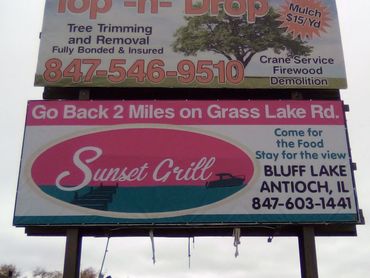 Top -n- Drop
Mulch
$15/Yd
Tree Trimming
and Removal
Fully Bonded & Insured
847-546-9510
Crane Service
Firewood
Demolition
Go Back 2 Miles on Grass Lake Rd.
Sunset Grill
Come for
the Food
Stay for the view
BLUFF LAKE
ANTIOCH, IL
847-603-1441